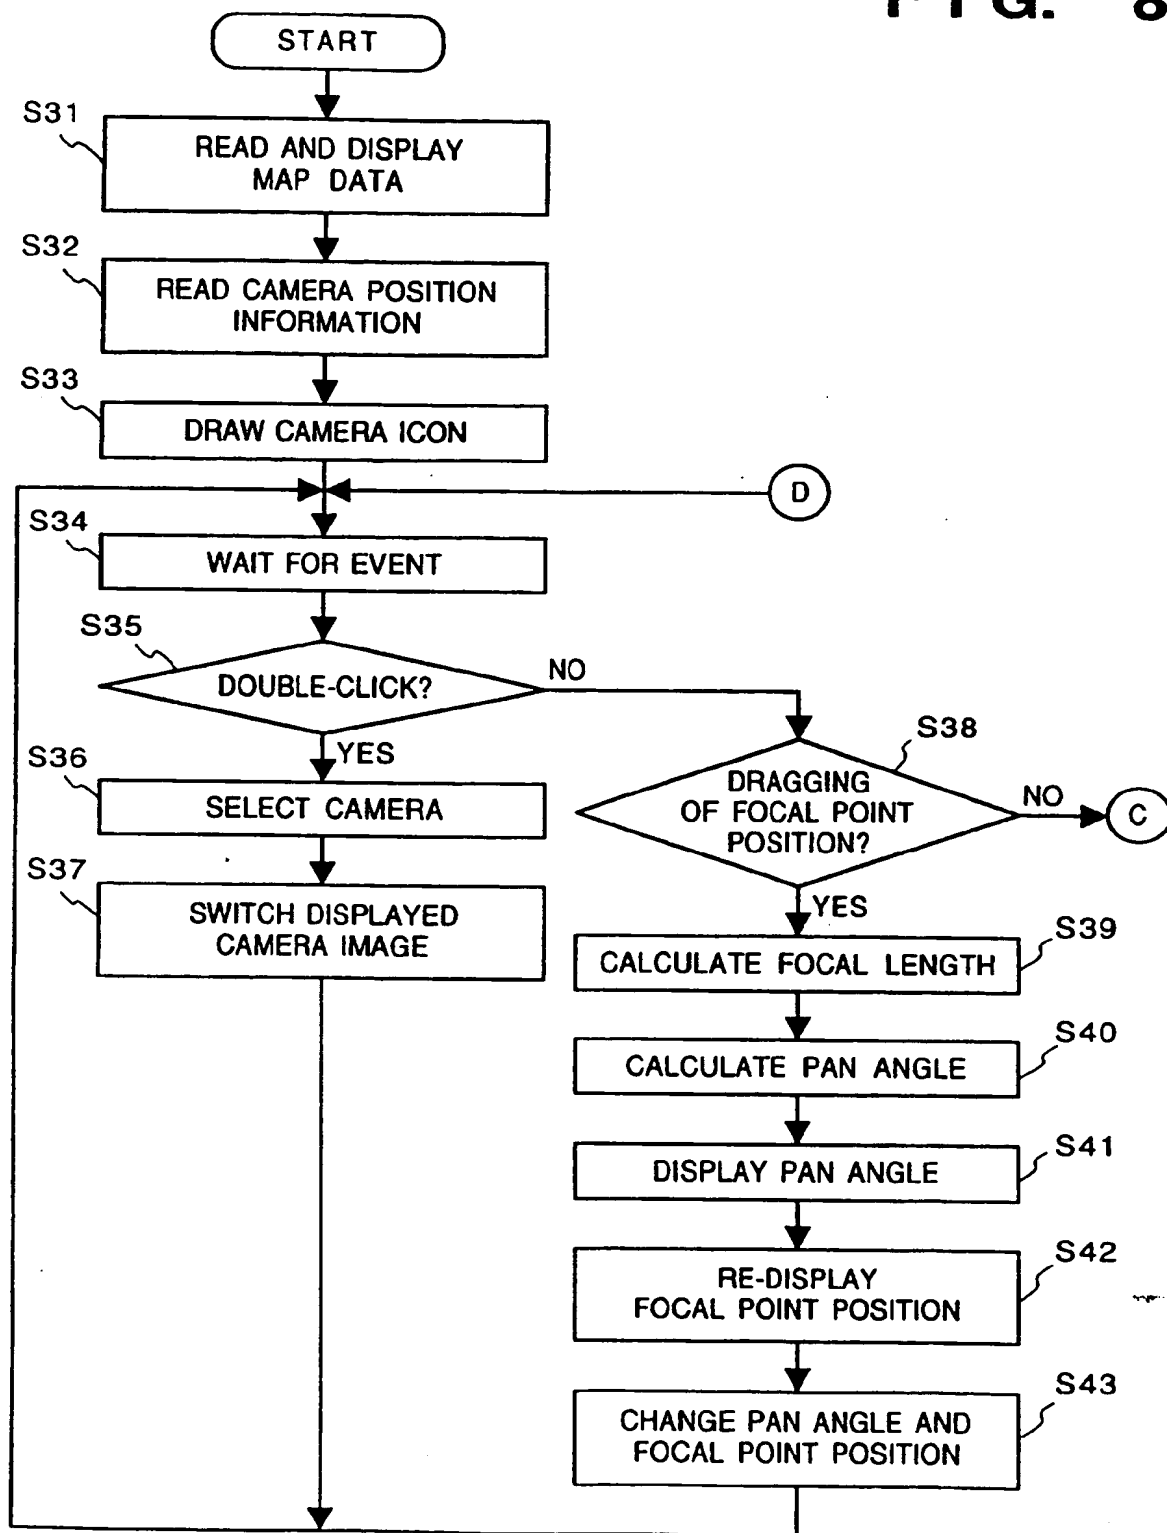 FIG. 8
START
S31
READ AND DISPLAY
MAP DATA
S32
READ CAMERA POSITION
INFORMATION
S33
DRAW CAMERA ICON
D
S34
WAIT FOR EVENT
S35
DOUBLE-CLICK?
NO
YES
S36
SELECT CAMERA
S37
SWITCH DISPLAYED
CAMERA IMAGE
S38
DRAGGING
OF FOCAL POINT
POSITION?
NO
C
YES
S39
CALCULATE FOCAL LENGTH
S40
CALCULATE PAN ANGLE
S41
DISPLAY PAN ANGLE
S42
RE-DISPLAY
FOCAL POINT POSITION
S43
CHANGE PAN ANGLE AND
FOCAL POINT POSITION